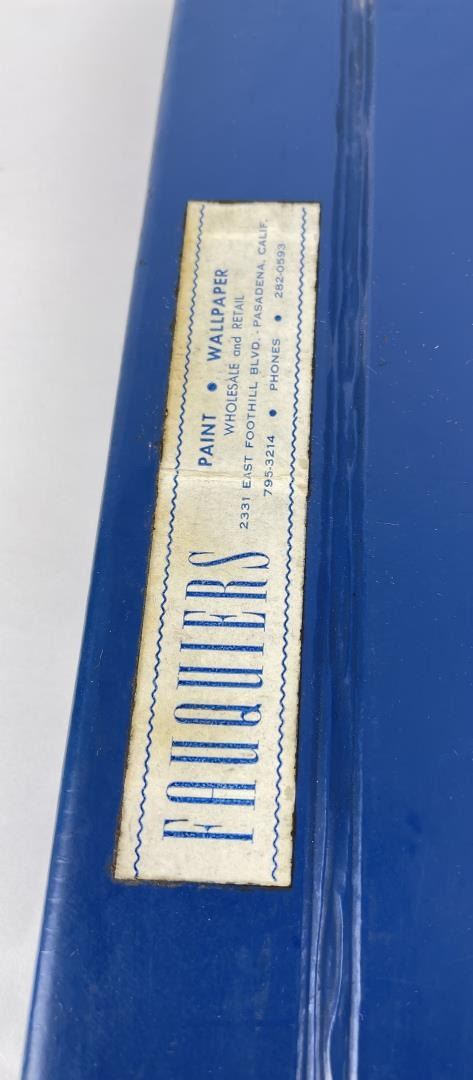 FAUQUIERS
PAINT • WALLPAPER
WHOLESALE and RETAIL
2331 EAST FOOTHILL BLVD. - PASADENA, CALIF.
795-3214 • PHONES • 282-0593